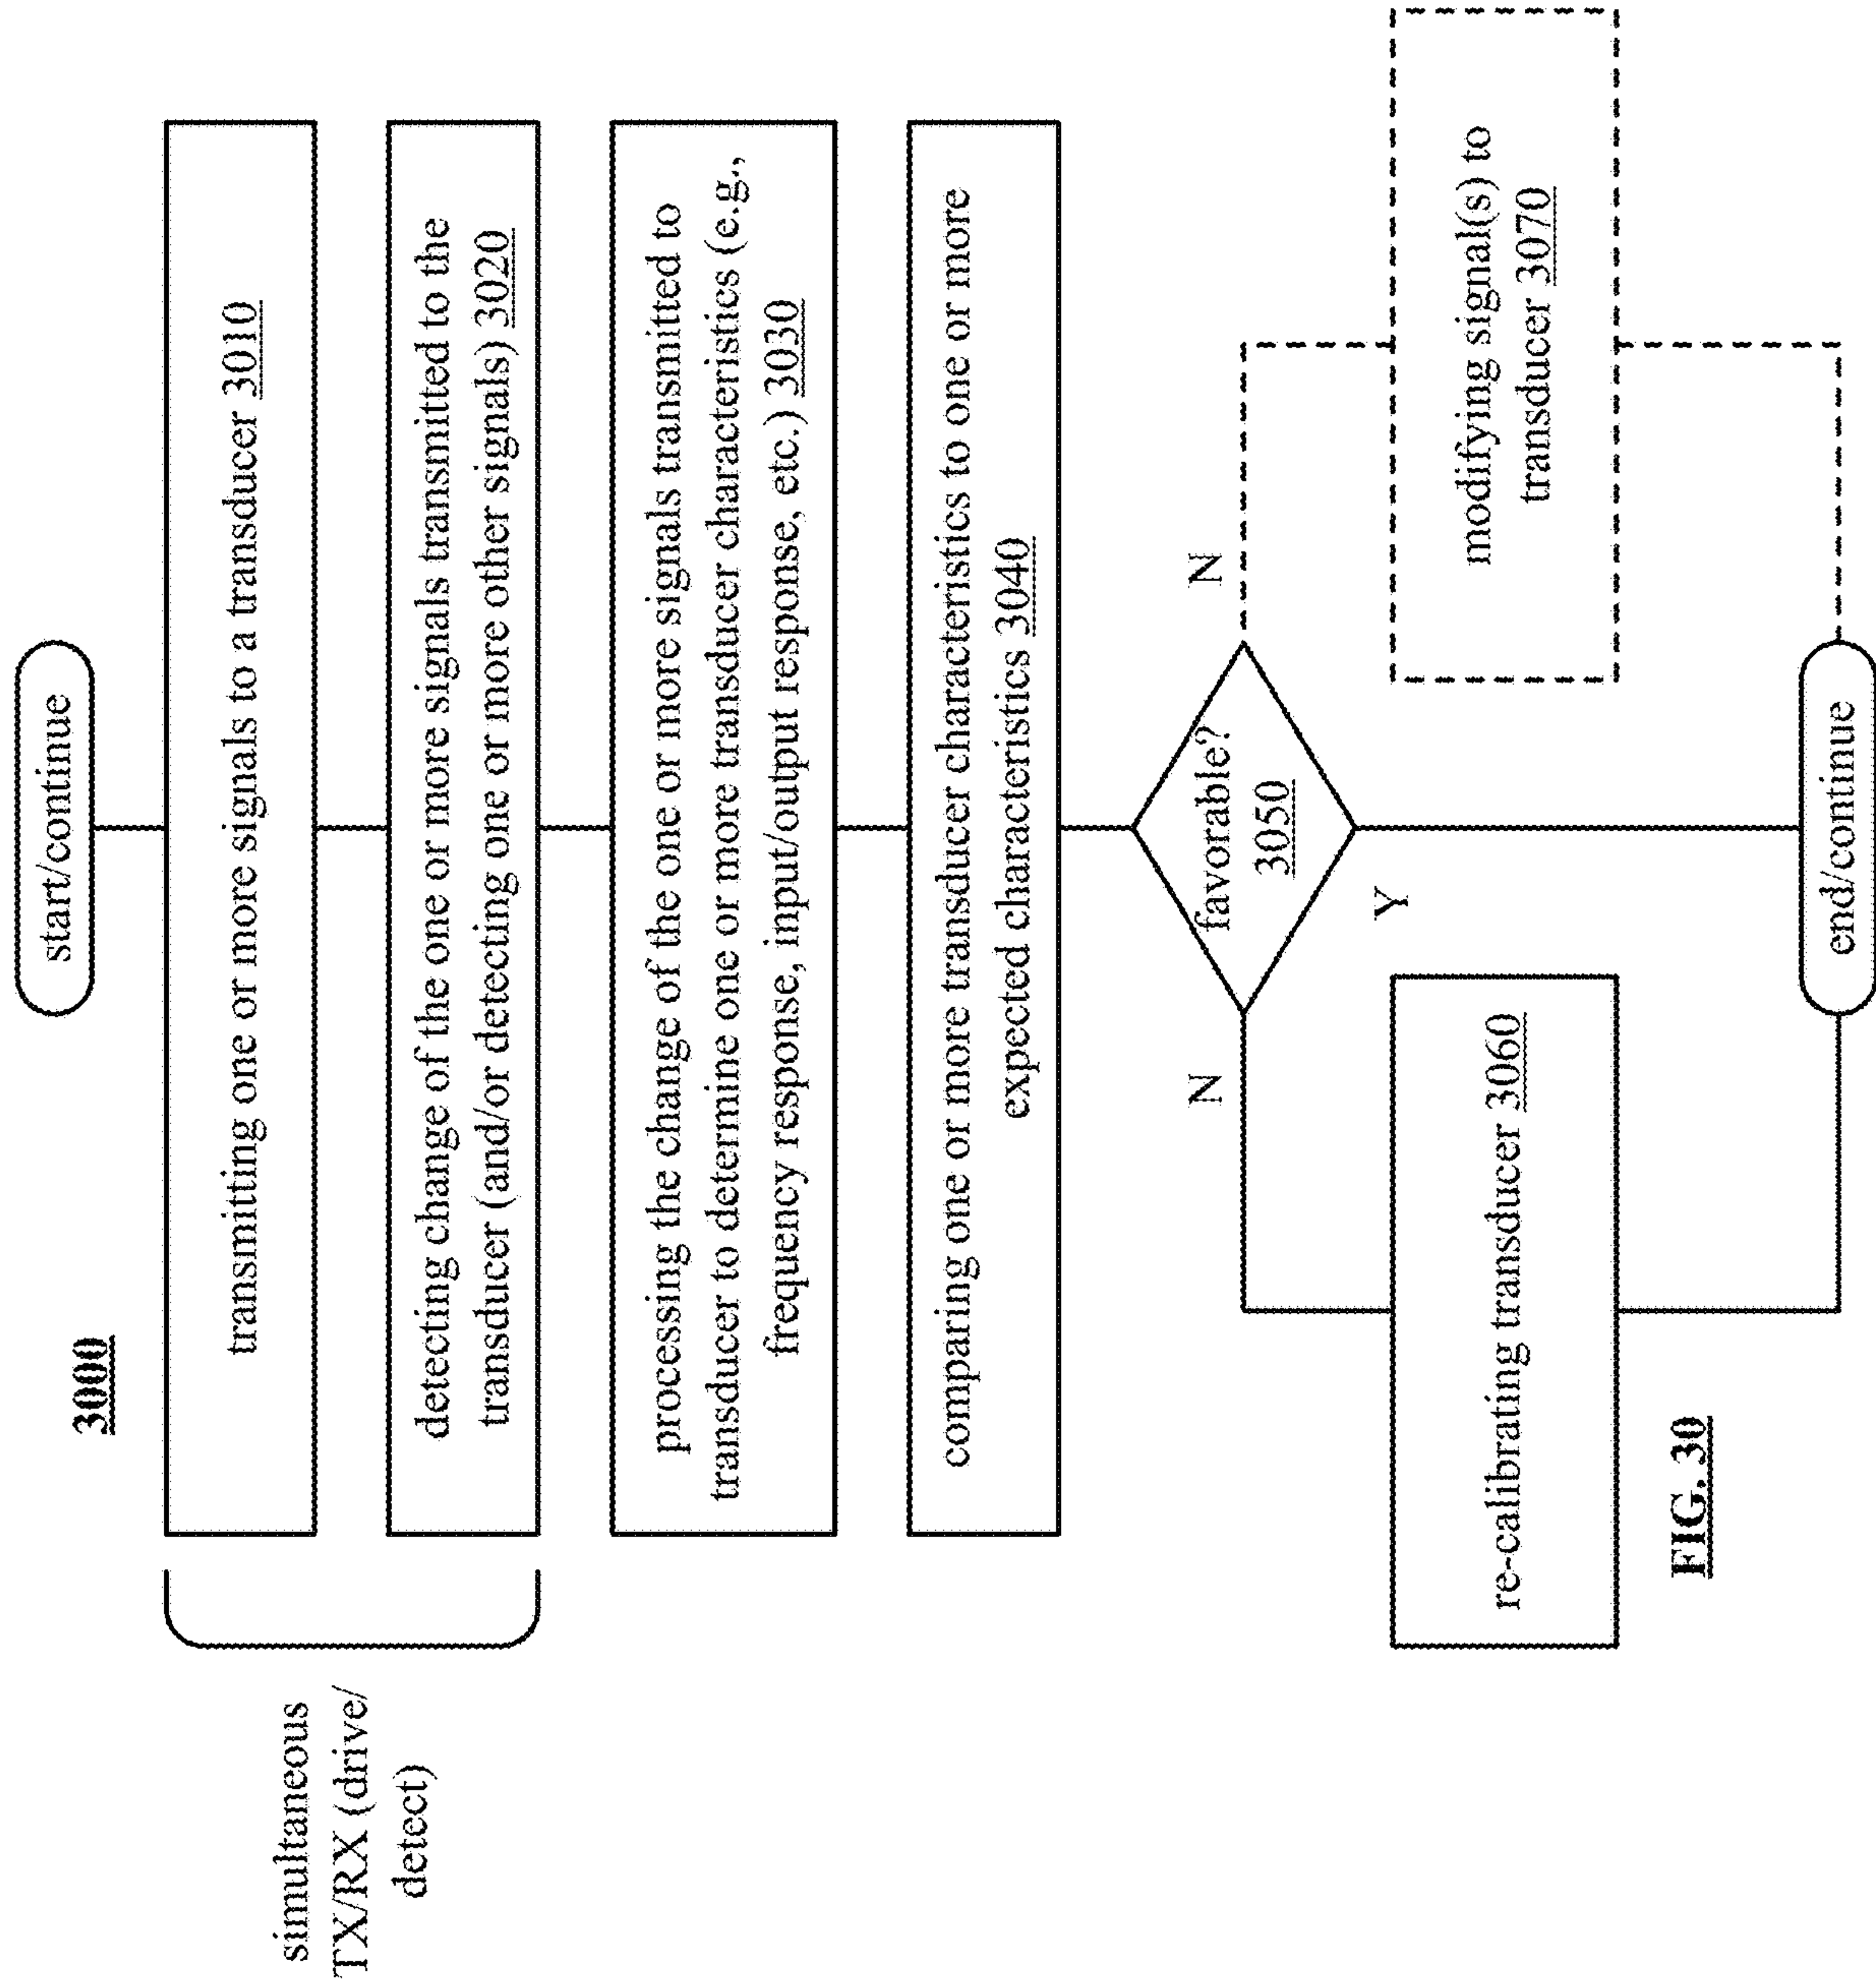 3000
start/continue
simultaneous
TX/RX (drive/
detect)
transmitting one or more signals to a transducer 3010
detecting change of the one or more signals transmitted to the
transducer (and/or detecting one or more other signals) 3020
processing the change of the one or more signals transmitted to
transducer to determine one or more transducer characteristics (e.g.,
frequency response, input/output response, etc.) 3030
comparing one or more transducer characteristics to one or more
expected characteristics 3040
favorable?
3050
N
N
Y
re-calibrating transducer 3060
modifying signal(s) to
transducer 3070
end/continue
FIG. 30